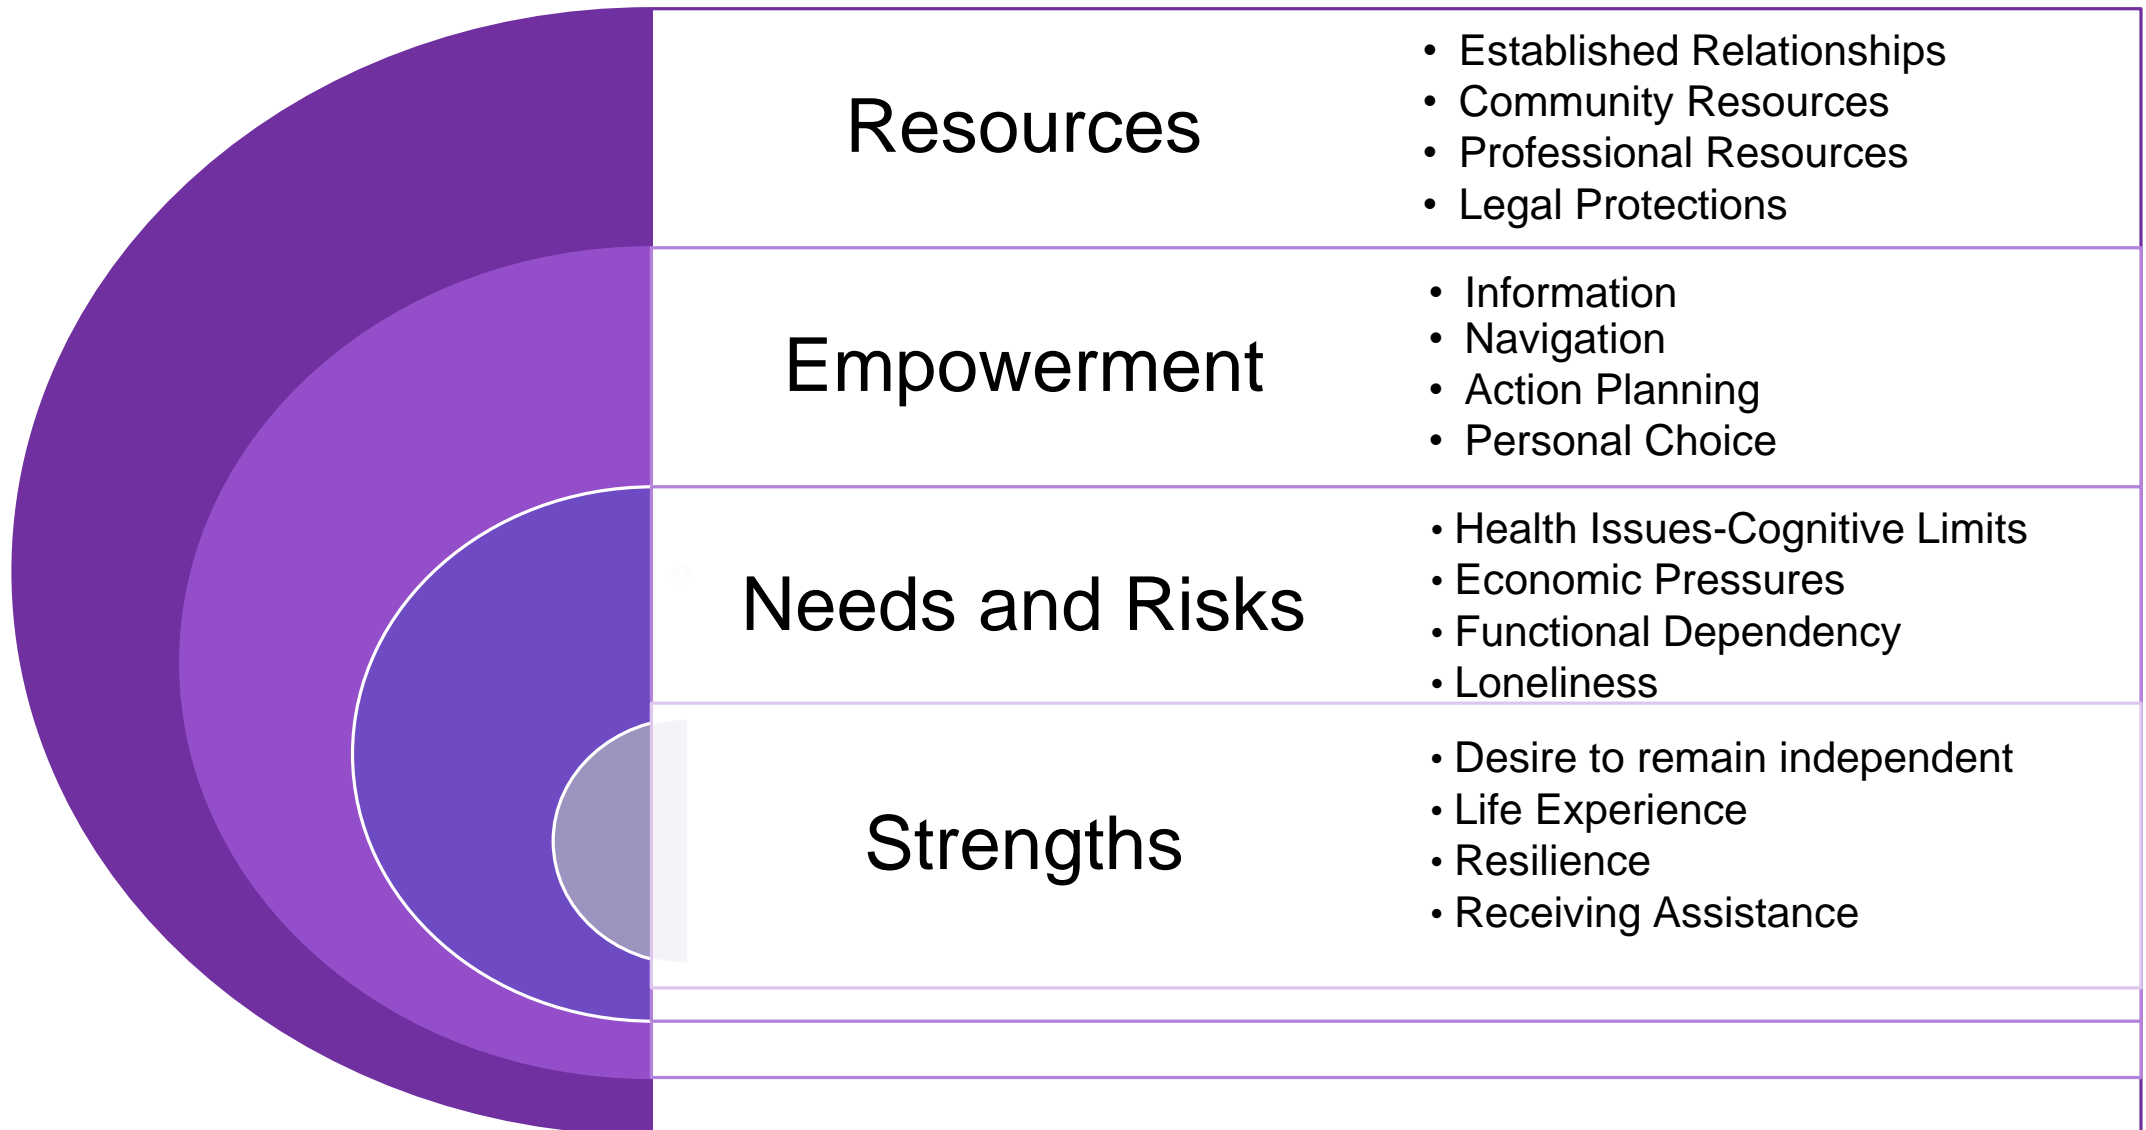 Resources
• Established Relationships
• Community Resources
• Professional Resources
• Legal Protections
Empowerment
• Information
• Navigation
• Action Planning
• Personal Choice
e
Needs and Risks
• Health Issues-Cognitive Limits
• Economic Pressures
• Functional Dependency
• Loneliness
Strengths
• Desire to remain independent
• Life Experience
• Resilience
• Receiving Assistance